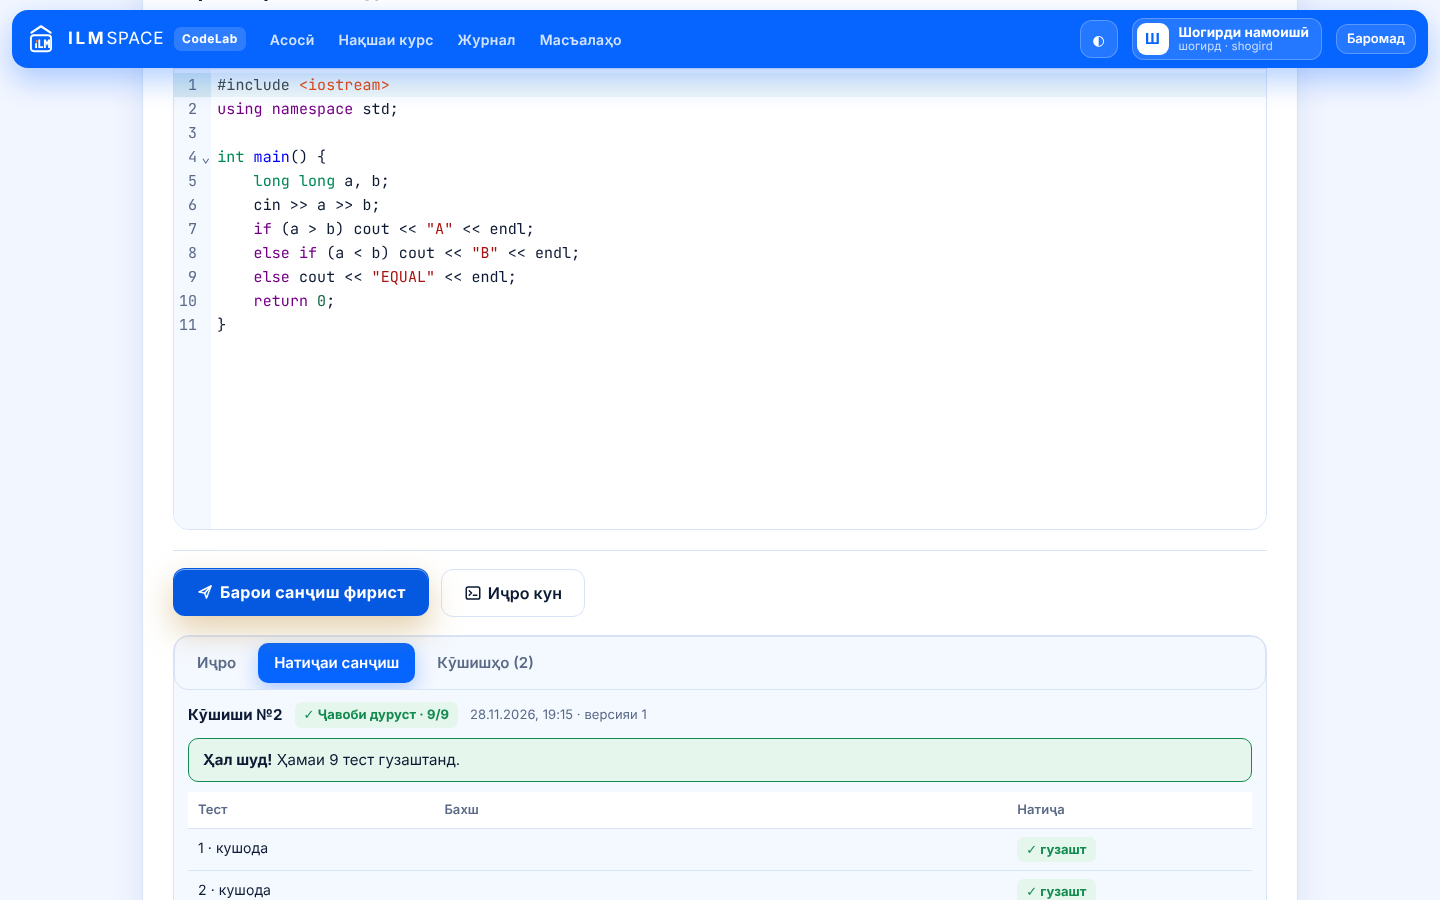 ILMSPACE CodeLab Асосӣ Нақшаи курс Журнал Масъалаҳо ◐ Ш Шогирди намоишӣ Баромад
шогирд · shogird
1 #include <iostream>
2 using namespace std;
3
4 int main() {
5 long long a, b;
6 cin >> a >> b;
7 if (a > b) cout << "A" << endl;
8 else if (a < b) cout << "B" << endl;
9 else cout << "EQUAL" << endl;
10 return 0;
11 }
Барои санҷиш фирист Иҷро кун
Иҷро Натиҷаи санҷиш Кӯшишҳо (2)
Кӯшиши №2 ✓ Ҷавоби дуруст · 9/9 28.11.2026, 19:15 · версияи 1
Ҳал шуд! Ҳамаи 9 тест гузаштанд.
Тест Бахш Натиҷа
1 · кушода ✓ гузашт
2 · кушода ✓ гузашт